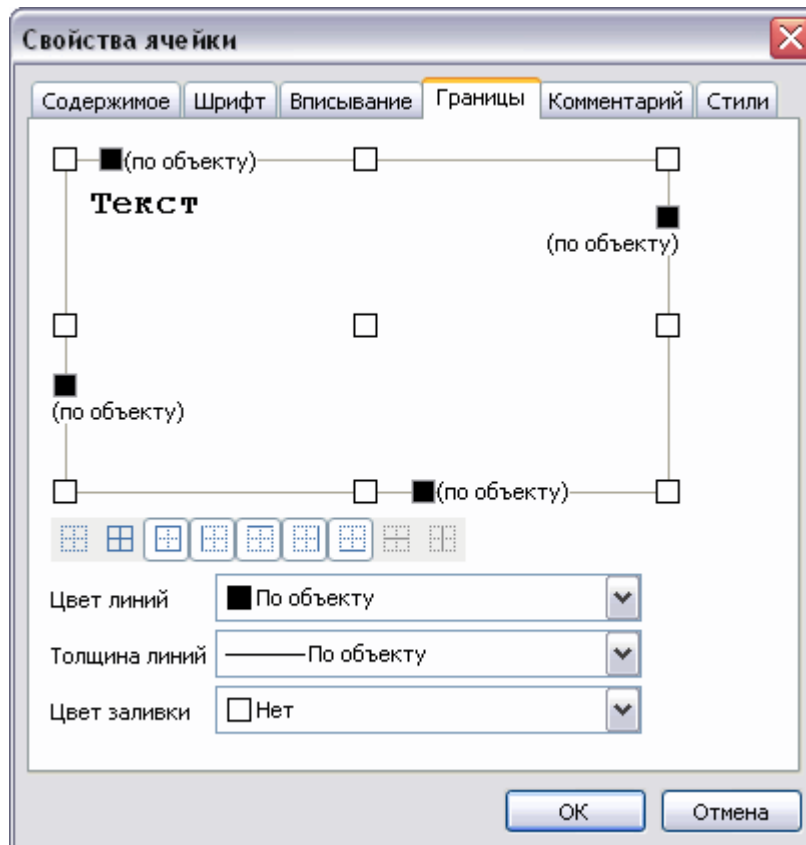 Свойства ячейки
Содержимое Шрифт Вписывание Границы Комментарий Стили
(по объекту)
Текст
(по объекту)
(по объекту)
(по объекту)
Цвет линий По объекту
Толщина линий По объекту
Цвет заливки Нет
ОК Отмена